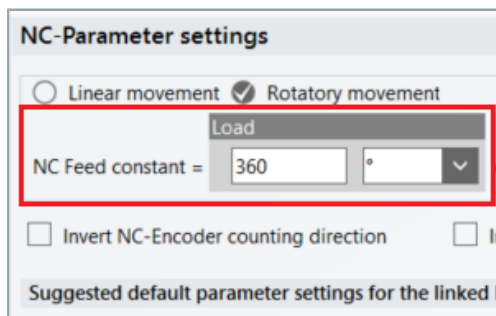 NC-Parameter settings
Linear movement Rotatory movement
Load
NC Feed constant = 360 °
Invert NC-Encoder counting direction
Suggested default parameter settings for the linked